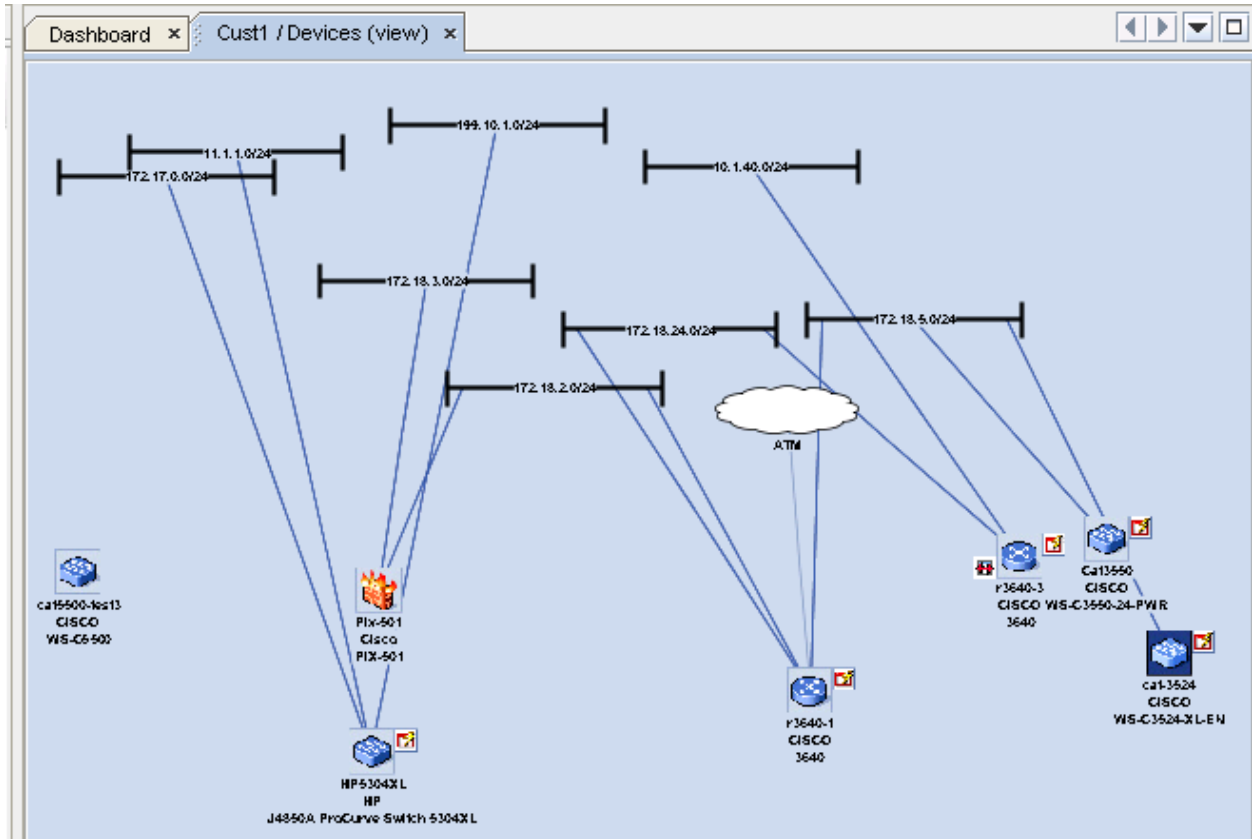 Dashboard
Cust1 / Devices (view)
199.10.1.0/24
11.1.1.0/24
172.17.0.0/24
10.1.40.0/24
172.18.3.0/24
172.18.24.0/24
172.18.5.0/24
172.18.2.0/24
ATM
cat5500-test3
CISCO
WS-C5500
Pix-501
Cisco
PIX-501
r3640-3
CISCO
3640
Cat3550
CISCO
WS-C3550-24-PWR
cat-3524
CISCO
WS-C3524-XL-EN
r3640-1
CISCO
3640
HP5304XL
HP
J4850A ProCurve Switch 5304XL